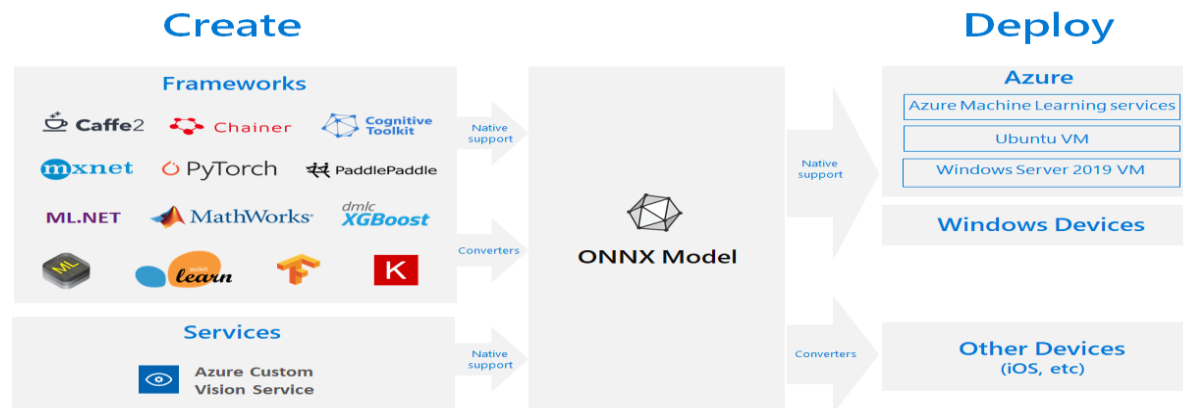 Create
Deploy
Frameworks
Caffe2
Chainer
Cognitive
Toolkit
mxnet
PyTorch
PaddlePaddle
ML.NET
MathWorks®
dmlc
XGBoost
ML
learn
K
Services
Azure Custom
Vision Service
Native
support
Converters
Native
support
ONNX Model
Native
support
Converters
Azure
Azure Machine Learning services
Ubuntu VM
Windows Server 2019 VM
Windows Devices
Other Devices
(iOS, etc)